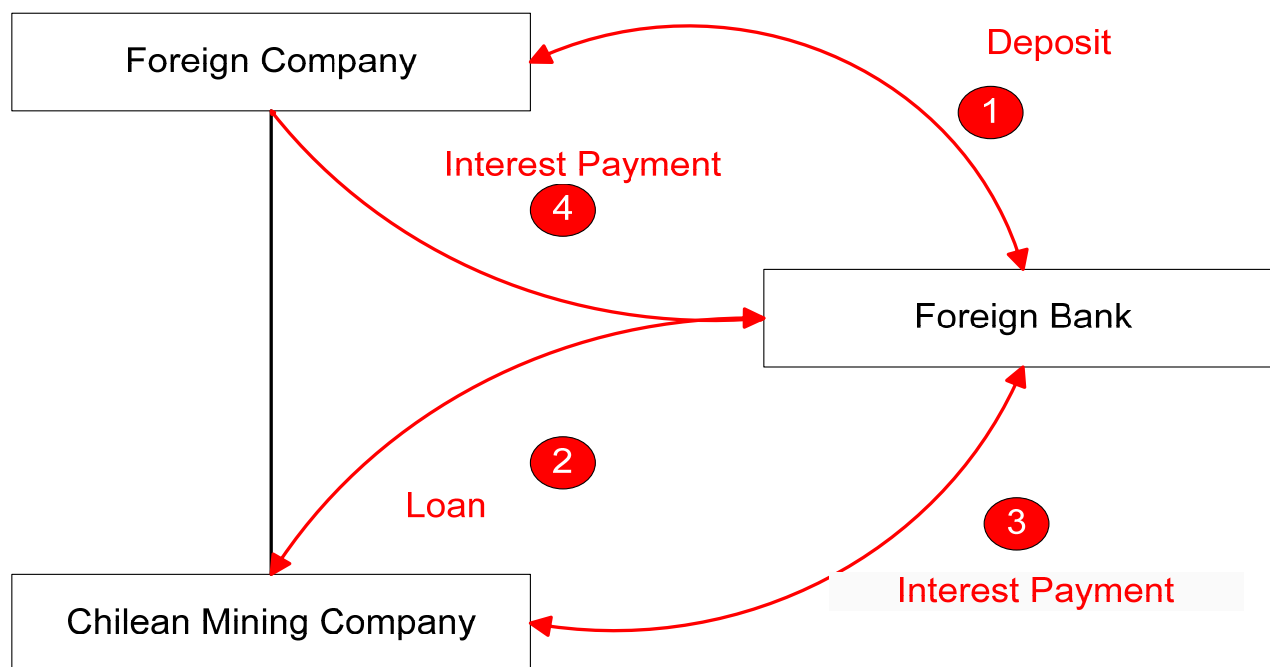 Foreign Company
Deposit
1
Interest Payment
4
Foreign Bank
2
Loan
3
Interest Payment
Chilean Mining Company